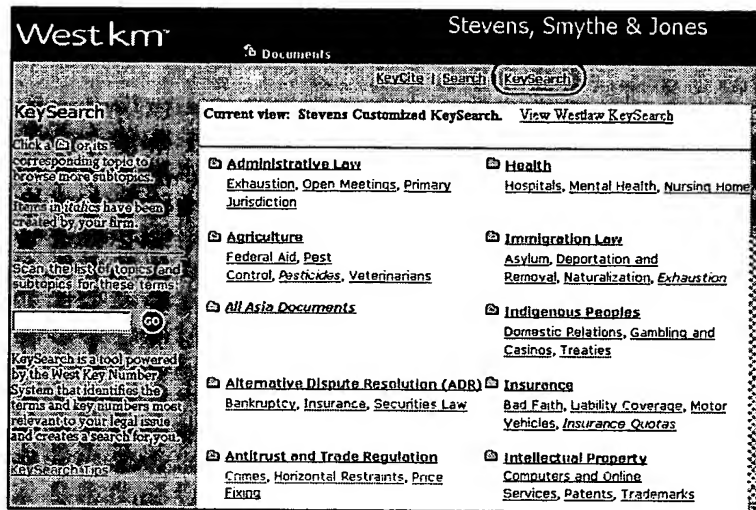 West km™
Stevens, Smythe & Jones
Documents
KeyCite | Search | KeySearch
KeySearch
Click a or its
corresponding topic to
browse more subtopics.
Items in italics have been
created by your firm.
Scan the list of topics and
subtopics for these terms
GO
KeySearch is a tool powered
by the West Key Number
System that identifies the
terms and key numbers most
relevant to your legal issue
and creates a search for you.
KeySearch Tips
Current view: Stevens Customized KeySearch. View Westlaw KeySearch
Administrative Law
Exhaustion, Open Meetings, Primary
Jurisdiction
Agriculture
Federal Aid, Pest
Control, Pesticides, Veterinarians
All Asia Documents
Alternative Dispute Resolution (ADR)
Bankruptcy, Insurance, Securities Law
Antitrust and Trade Regulation
Crimes, Horizontal Restraints, Price
Fixing
Health
Hospitals, Mental Health, Nursing Home
Immigration Law
Asylum, Deportation and
Removal, Naturalization, Exhaustion
Indigenous Peoples
Domestic Relations, Gambling and
Casinos, Treaties
Insurance
Bad Faith, Liability Coverage, Motor
Vehicles, Insurance Quotas
Intellectual Property
Computers and Online
Services, Patents, Trademarks